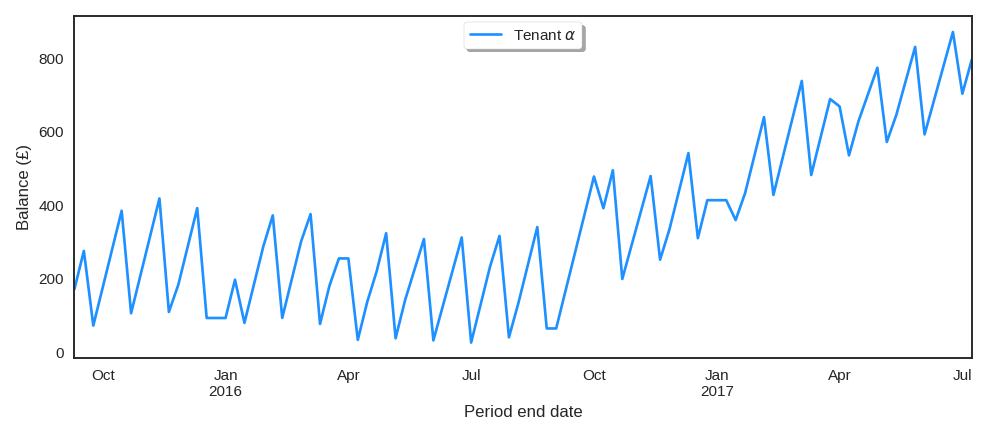 Tenant α
Balance (£)
800
600
400
200
0
Oct Jan Apr Jul Oct Jan Apr Jul
2016 2017
Period end date